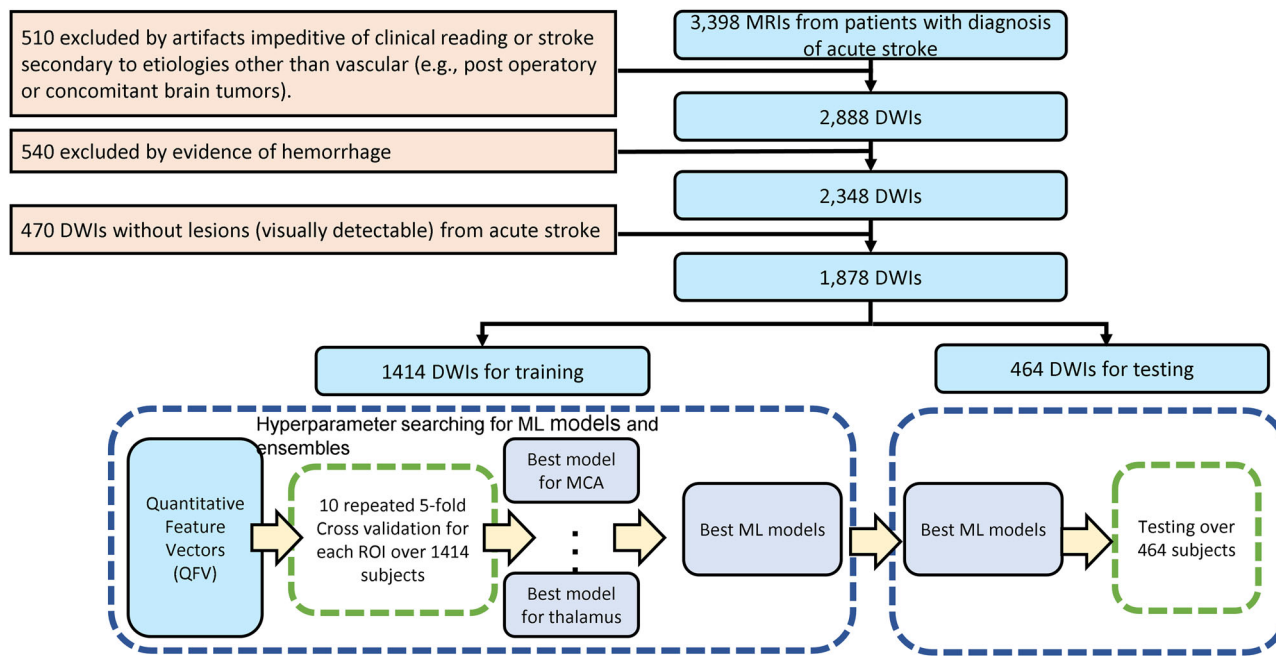 510 excluded by artifacts impeditive of clinical reading or stroke
secondary to etiologies other than vascular (e.g., post operatory
or concomitant brain tumors).
3,398 MRIs from patients with diagnosis
of acute stroke
2,888 DWIs
540 excluded by evidence of hemorrhage
2,348 DWIs
470 DWIs without lesions (visually detectable) from acute stroke
1,878 DWIs
1414 DWIs for training
464 DWIs for testing
Hyperparameter searching for ML models and
ensembles
Quantitative
Feature
Vectors
(QFV)
10 repeated 5-fold
Cross validation for
each ROI over 1414
subjects
Best model
for MCA
⋮
Best model
for thalamus
Best ML models
Best ML models
Testing over
464 subjects